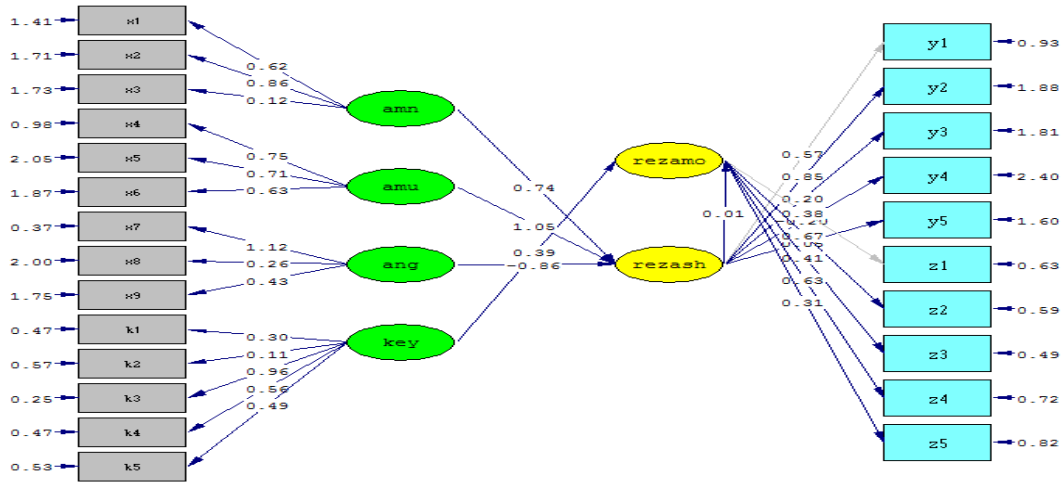 1.41 x1
1.71 x2
1.73 x3
0.98 x4
2.05 x5
1.87 x6
0.37 x7
2.00 x8
1.75 x9
0.47 k1
0.57 k2
0.25 k3
0.47 k4
0.53 k5
0.62
0.86
0.12
0.75
0.71
0.63
1.12
0.26
0.43
0.30
0.11
0.96
0.56
0.49
amn
amu
ang
key
0.74
1.05
0.39
-0.86
rezamo
0.01
rezash
0.57
0.85
0.20
0.38
0.67
0.41
0.63
0.31
y1 0.93
y2 1.88
y3 1.81
y4 2.40
y5 1.60
z1 0.63
z2 0.59
z3 0.49
z4 0.72
z5 0.82